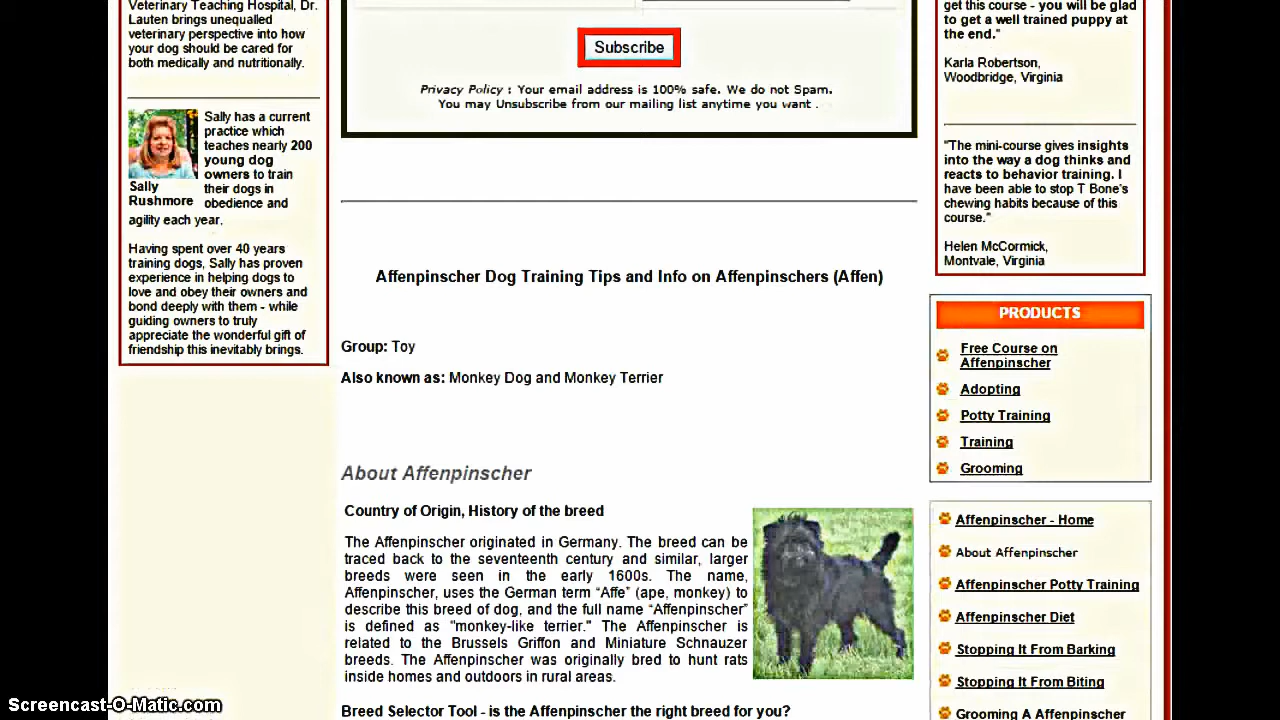 Veterinary Teaching Hospital, Dr.
Lauten brings unequalled
veterinary perspective into how
your dog should be cared for
both medically and nutritionally.
Sally has a current
practice which
teaches nearly 200
young dog
owners to train
their dogs in
obedience and
agility each year.
Sally
Rushmore
Having spent over 40 years
training dogs, Sally has proven
experience in helping dogs to
love and obey their owners and
bond deeply with them - while
guiding owners to truly
appreciate the wonderful gift of
friendship this inevitably brings.
Subscribe
Privacy Policy : Your email address is 100% safe. We do not Spam.
You may Unsubscribe from our mailing list anytime you want .
Affenpinscher Dog Training Tips and Info on Affenpinschers (Affen)
Group: Toy
Also known as: Monkey Dog and Monkey Terrier
About Affenpinscher
Country of Origin, History of the breed
The Affenpinscher originated in Germany. The breed can be
traced back to the seventeenth century and similar, larger
breeds were seen in the early 1600s. The name,
Affenpinscher, uses the German term “Affe” (ape, monkey) to
describe this breed of dog, and the full name “Affenpinscher”
is defined as "monkey-like terrier." The Affenpinscher is
related to the Brussels Griffon and Miniature Schnauzer
breeds. The Affenpinscher was originally bred to hunt rats
inside homes and outdoors in rural areas.
Breed Selector Tool - is the Affenpinscher the right breed for you?
get this course - you will be glad
to get a well trained puppy at
the end."
Karla Robertson,
Woodbridge, Virginia
"The mini-course gives insights
into the way a dog thinks and
reacts to behavior training. I
have been able to stop T Bone's
chewing habits because of this
course."
Helen McCormick,
Montvale, Virginia
PRODUCTS
Free Course on
Affenpinscher
Adopting
Potty Training
Training
Grooming
Affenpinscher - Home
About Affenpinscher
Affenpinscher Potty Training
Affenpinscher Diet
Stopping It From Barking
Stopping It From Biting
Grooming A Affenpinscher
Screencast-O-Matic.com